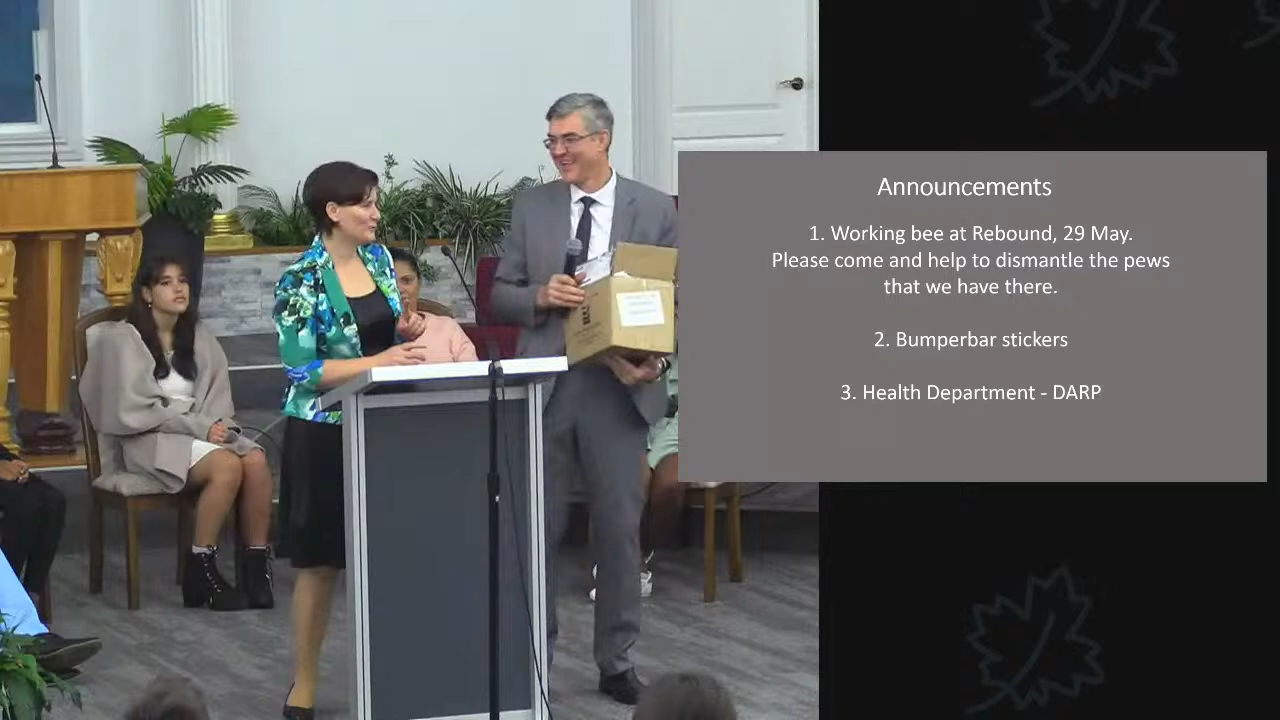 Announcements
1. Working bee at Rebound, 29 May.
Please come and help to dismantle the pews
that we have there.
2. Bumperbar stickers
3. Health Department - DARP